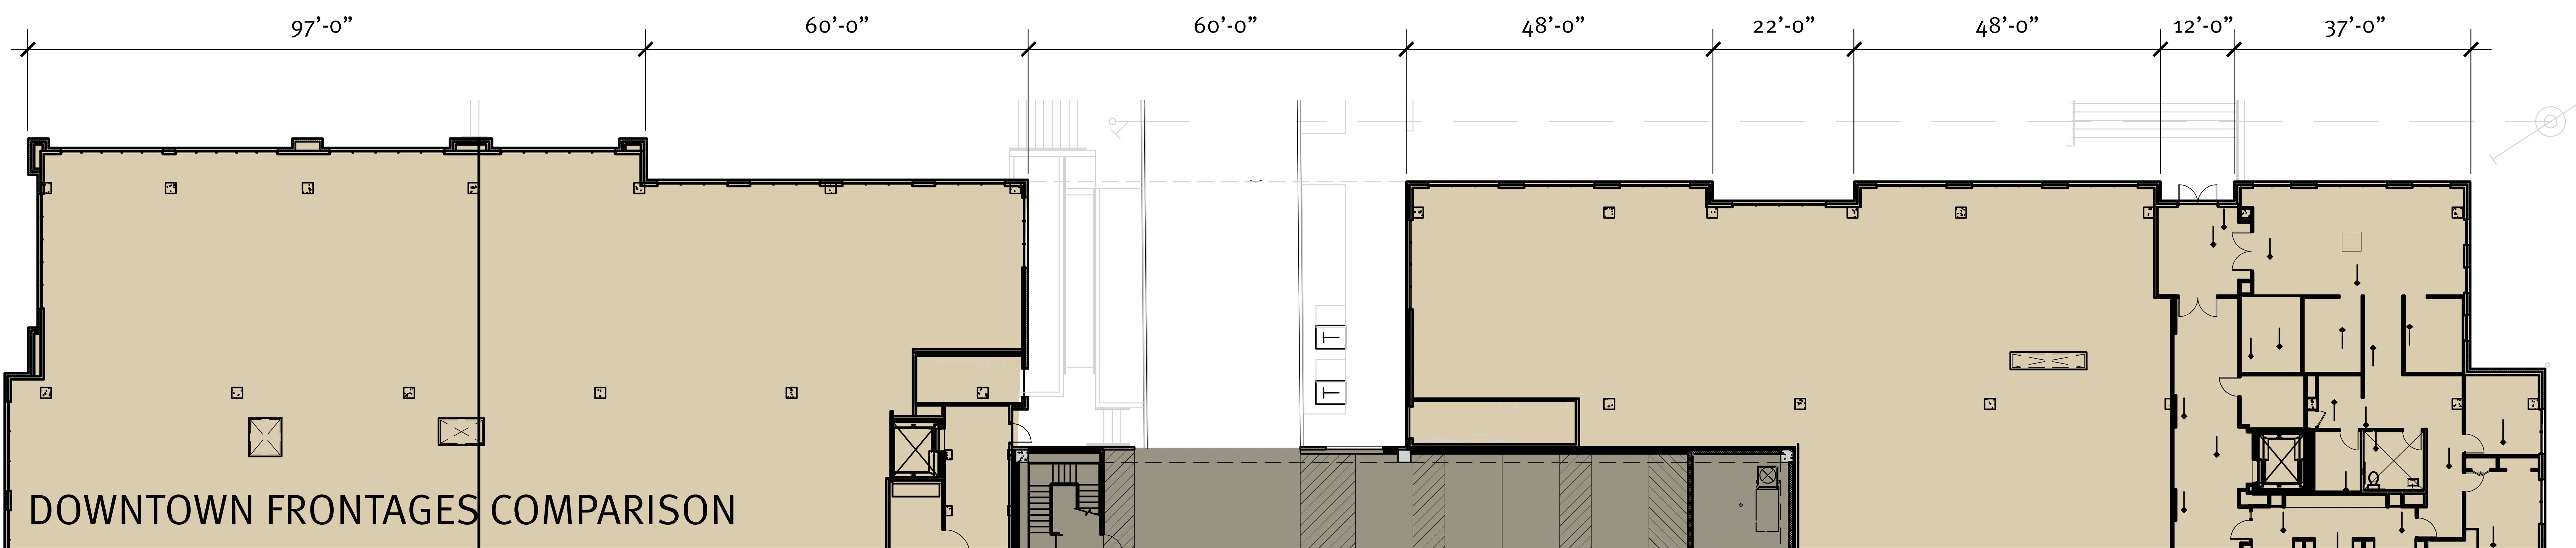 97’-0” 60’-0” 60’-0” 48’-0” 22’-0” 48’-0” 12’-0” 37’-0”
T
T
DOWNTOWN FRONTAGES COMPARISON